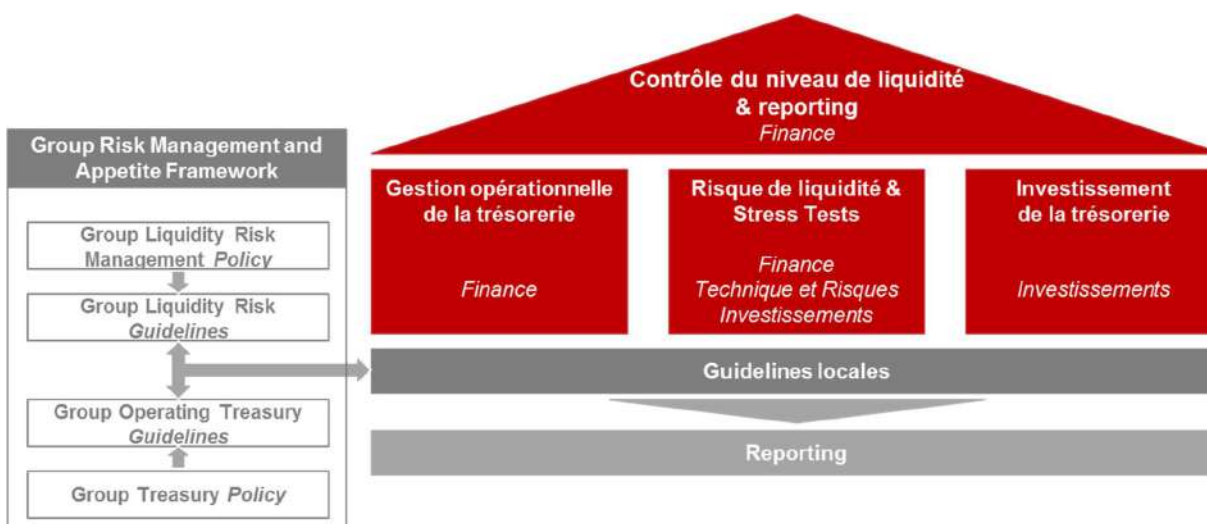 Group Risk Management and
Appetite Framework
Group Liquidity Risk
Management Policy
Group Liquidity Risk
Guidelines
Group Operating Treasury
Guidelines
Group Treasury Policy
Contrôle du niveau de liquidité
& reporting
Finance
Gestion opérationnelle
de la trésorerie
Finance
Risque de liquidité &
Stress Tests
Finance
Technique et Risques
Investissements
Investissement
de la trésorerie
Investissements
Guidelines locales
Reporting